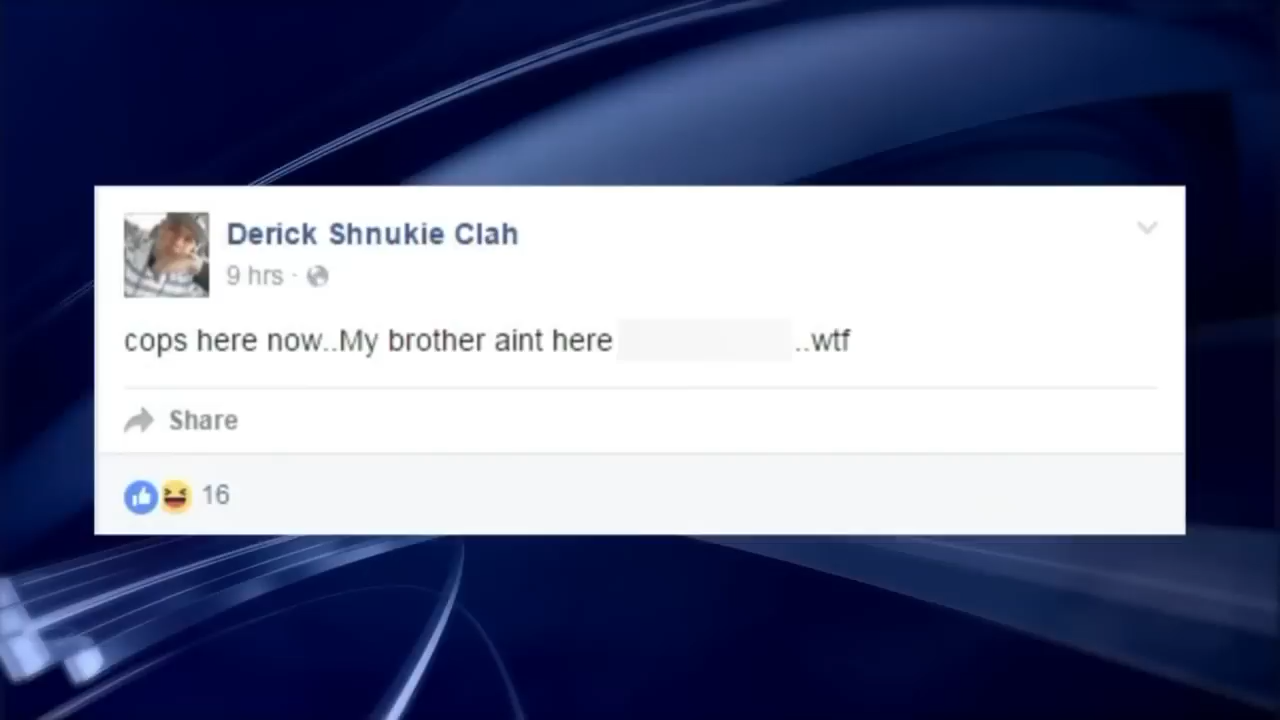 Derick Shnukie Clah
9 hrs ·
cops here now..My brother aint here ..wtf
Share
16